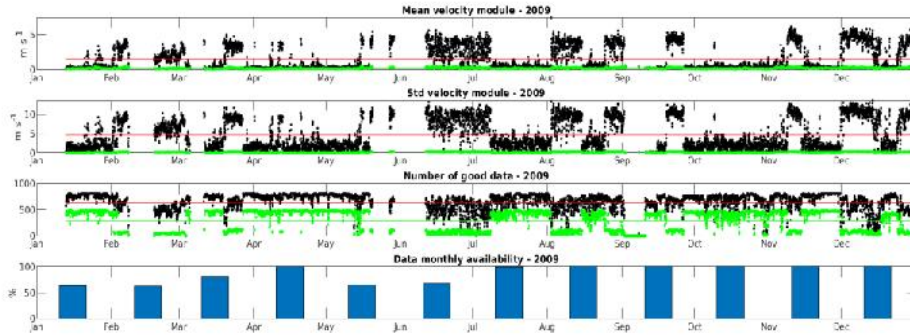 Mean velocity module - 2009
m s⁻¹
5
0
Jan Feb Mar Apr May Jun Jul Aug Sep Oct Nov Dec
Std velocity module - 2009
m s⁻¹
15
10
5
0
Jan Feb Mar Apr May Jun Jul Aug Sep Oct Nov Dec
Number of good data - 2009
1000
500
0
Jan Feb Mar Apr May Jun Jul Aug Sep Oct Nov Dec
Data monthly availability - 2009
%
100
50
0
Jan Feb Mar Apr May Jun Jul Aug Sep Oct Nov Dec